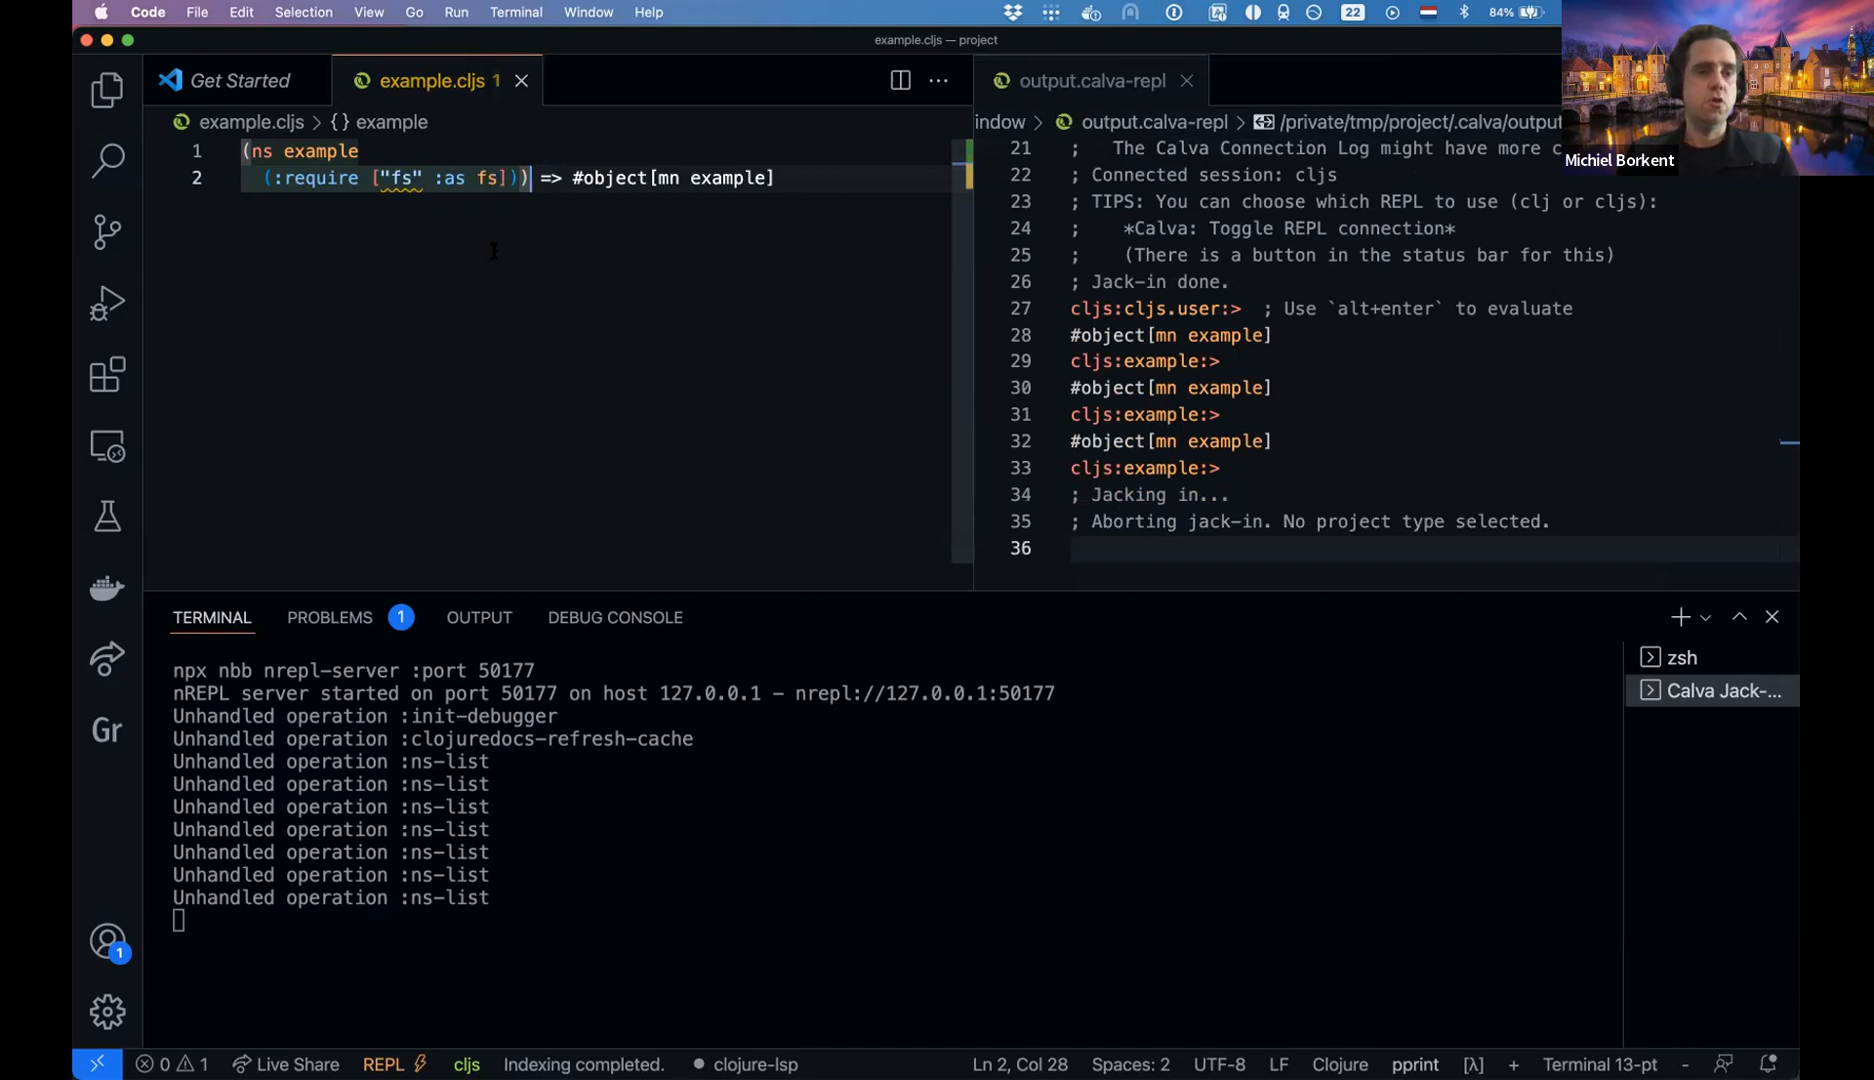 Code File Edit Selection View Go Run Terminal Window Help
22
84%
example.cljs — project
Get Started
example.cljs 1
output.calva-repl
example.cljs > {} example
indow > output.calva-repl > /private/tmp/project/.calva/outpu
Michiel Borkent
1 (ns example
2 (:require ["fs" :as fs])) => #object[mn example]
21 ; The Calva Connection Log might have more c
22 ; Connected session: cljs
23 ; TIPS: You can choose which REPL to use (clj or cljs):
24 ; *Calva: Toggle REPL connection*
25 ; (There is a button in the status bar for this)
26 ; Jack-in done.
27 cljs:cljs.user:> ; Use `alt+enter` to evaluate
28 #object[mn example]
29 cljs:example:>
30 #object[mn example]
31 cljs:example:>
32 #object[mn example]
33 cljs:example:>
34 ; Jacking in...
35 ; Aborting jack-in. No project type selected.
36
Gr
1
TERMINAL PROBLEMS 1 OUTPUT DEBUG CONSOLE
npx nbb nrepl-server :port 50177
nREPL server started on port 50177 on host 127.0.0.1 - nrepl://127.0.0.1:50177
Unhandled operation :init-debugger
Unhandled operation :clojuredocs-refresh-cache
Unhandled operation :ns-list
Unhandled operation :ns-list
Unhandled operation :ns-list
Unhandled operation :ns-list
Unhandled operation :ns-list
Unhandled operation :ns-list
Unhandled operation :ns-list
zsh
Calva Jack-...
0 1 Live Share REPL cljs Indexing completed. clojure-lsp Ln 2, Col 28 Spaces: 2 UTF-8 LF Clojure pprint [λ] + Terminal 13-pt -